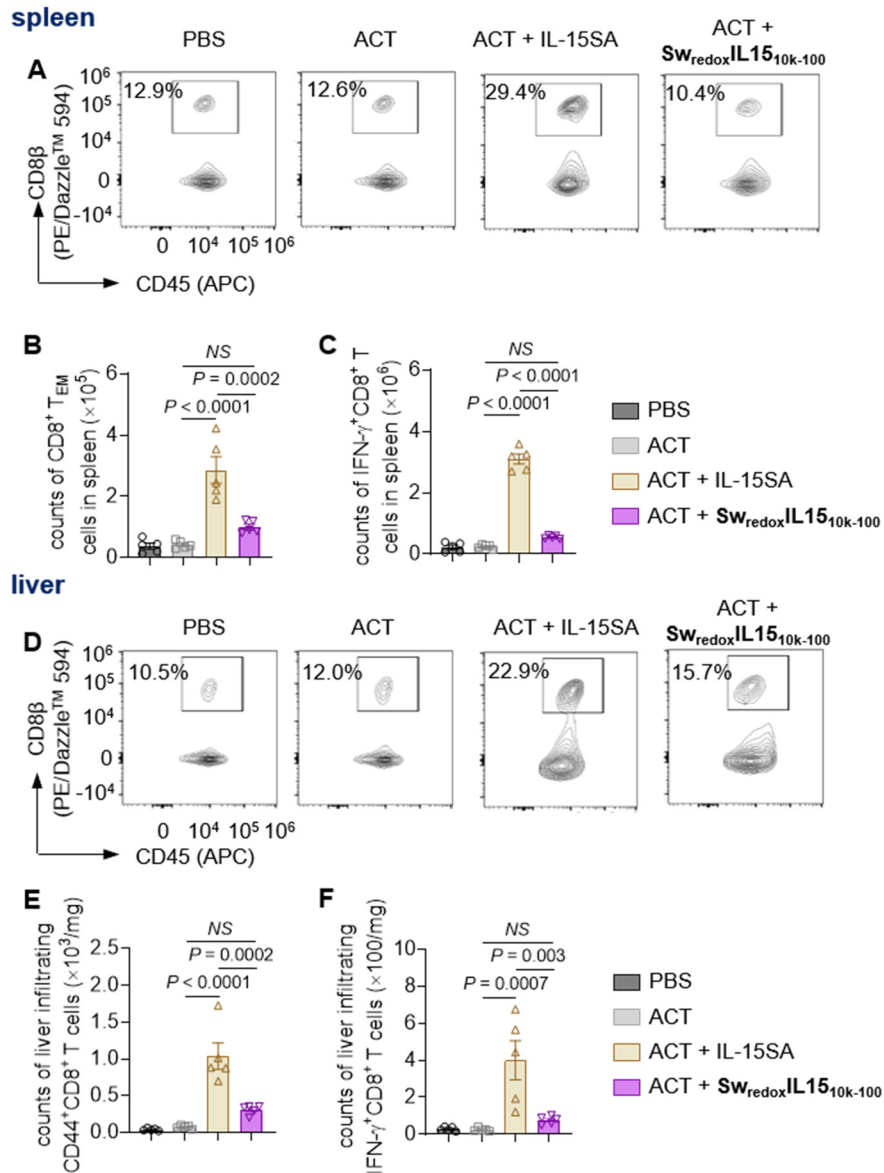 spleen
PBS
ACT
ACT + IL-15SA
ACT +
Sw_redoxIL15_10k-100
A
12.9%
12.6%
29.4%
10.4%
10⁶
10⁵
10⁴
0
-10⁴
CD8β
(PE/Dazzle™ 594)
0 10⁴ 10⁵ 10⁶
CD45 (APC)
B
counts of CD8⁺ T_EM
cells in spleen (×10⁵)
6
4
2
0
NS
P = 0.0002
P < 0.0001
C
counts of IFN-γ⁺CD8⁺ T
cells in spleen (×10⁶)
6
4
2
0
NS
P < 0.0001
P < 0.0001
PBS
ACT
ACT + IL-15SA
ACT + Sw_redoxIL15_10k-100
liver
PBS
ACT
ACT + IL-15SA
ACT +
Sw_redoxIL15_10k-100
D
10.5%
12.0%
22.9%
15.7%
10⁶
10⁵
10⁴
0
-10⁴
CD8β
(PE/Dazzle™ 594)
0 10⁴ 10⁵ 10⁶
CD45 (APC)
E
counts of liver infiltrating
CD44⁺CD8⁺ T cells (×10³/mg)
2.5
2.0
1.5
1.0
0.5
0.0
NS
P = 0.0002
P < 0.0001
F
counts of liver infiltrating
IFN-γ⁺CD8⁺ T cells (×100/mg)
10
8
6
4
2
0
NS
P = 0.003
P = 0.0007
PBS
ACT
ACT + IL-15SA
ACT + Sw_redoxIL15_10k-100